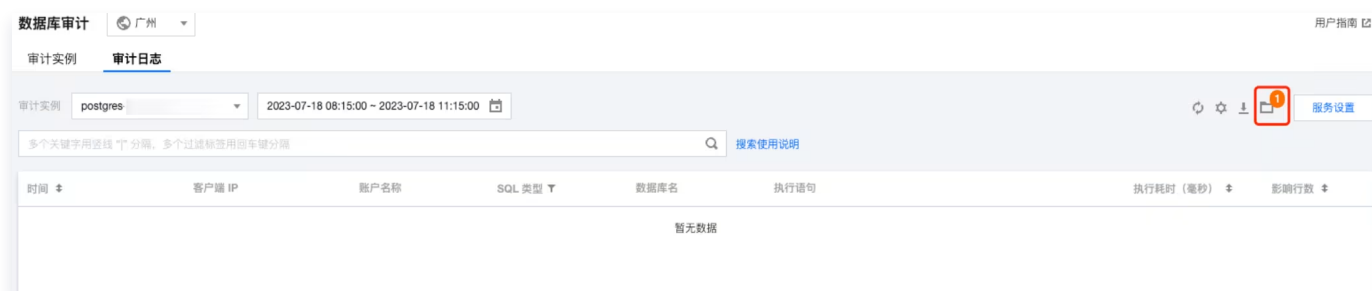 数据库审计 广州 用户指南
审计实例 审计日志
审计实例 postgres- 2023-07-18 08:15:00 ~ 2023-07-18 11:15:00 1 服务设置
多个关键字用竖线 "|" 分隔，多个过滤标签用回车键分隔 搜索使用说明
时间 客户端 IP 账户名称 SQL 类型 数据库名 执行语句 执行耗时（毫秒） 影响行数
暂无数据